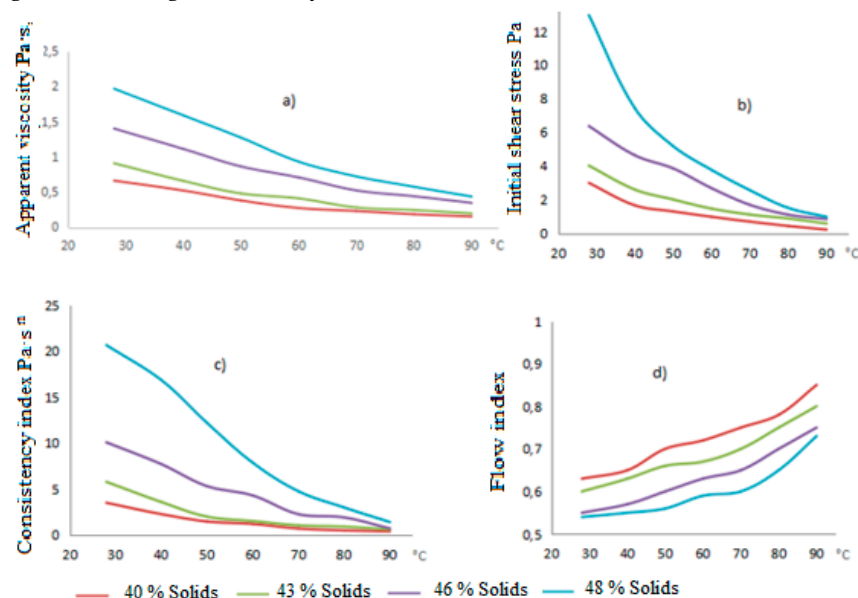 Apparent viscosity Pa·s.
2,5
2
1,5
1
0,5
0
20 30 40 50 60 70 80 90 °C
a)
Initial shear stress Pa
12
10
8
6
4
2
0
20 30 40 50 60 70 80 90 °C
b)
Consistency index Pa·s ⁿ
25
20
15
10
5
0
20 30 40 50 60 70 80 90 °C
c)
Flow index
1
0,9
0,8
0,7
0,6
0,5
20 30 40 50 60 70 80 90 °C
d)
40 % Solids 43 % Solids 46 % Solids 48 % Solids